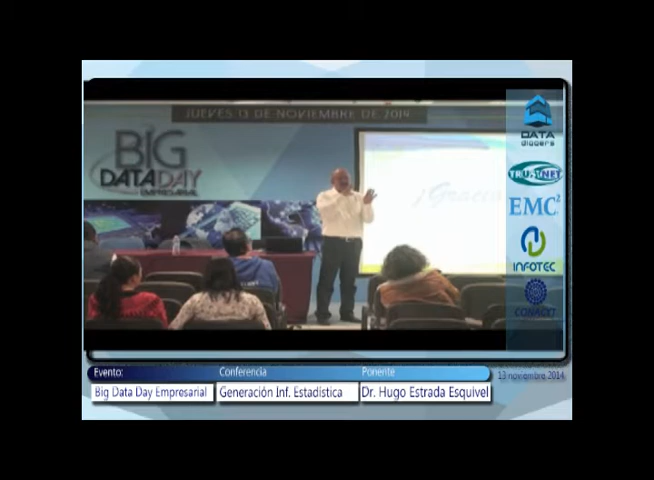 JUEVES 13 DE NOVIEMBRE DE 2014
BIG
DATA DAY
EMPRESARIAL
¡Gracias
DATA
diggers
EMC²
INFOTEC
CONACYT
Evento:
Conferencia
Ponente
13 noviembre 2014
Big Data Day Empresarial
Generación Inf. Estadística
Dr. Hugo Estrada Esquivel